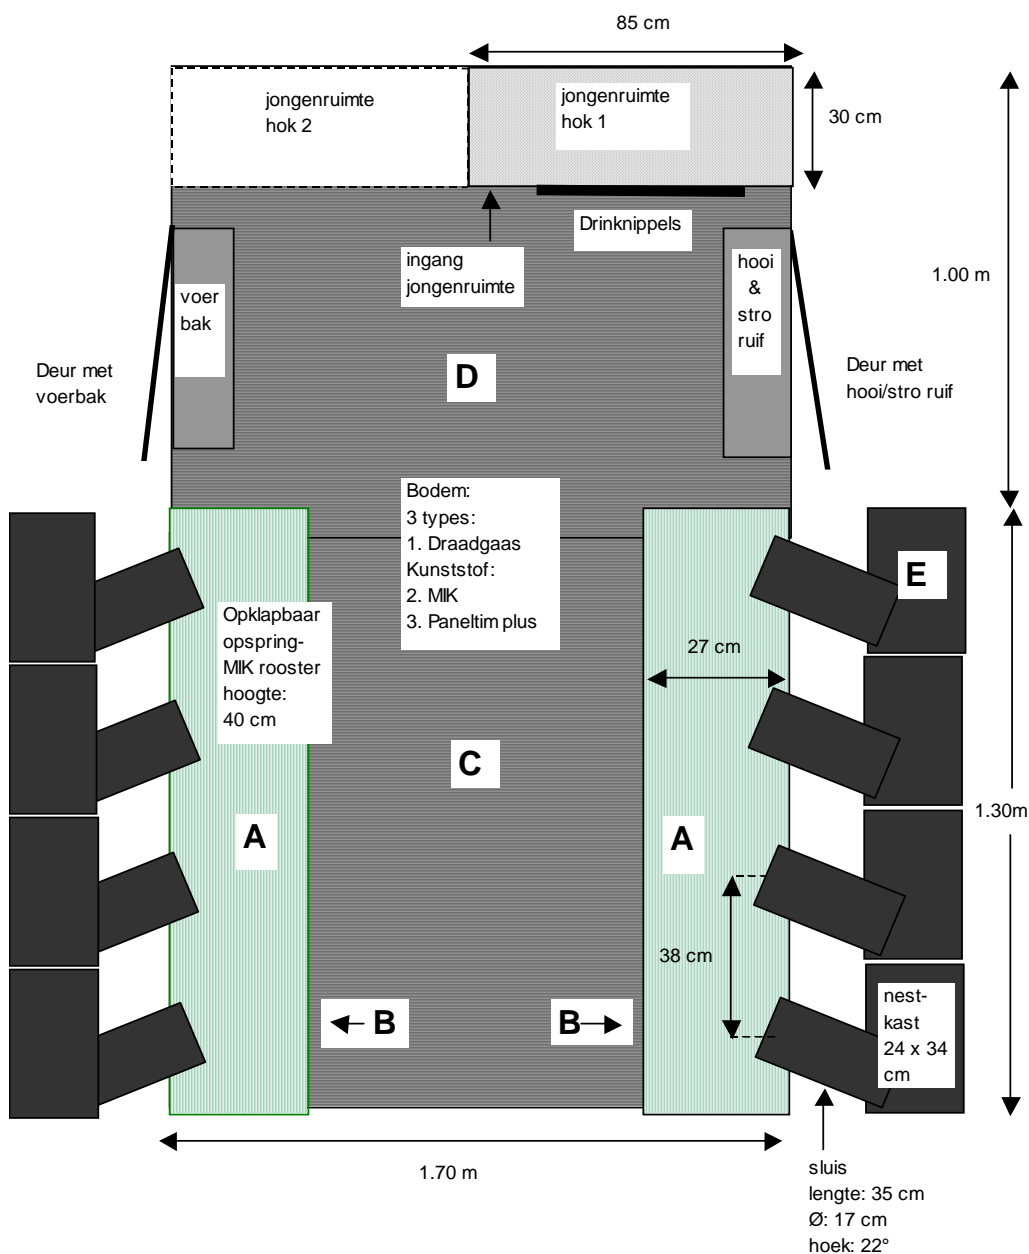 85 cm
jongenruimte
hok 2
jongenruimte
hok 1
30 cm
Drinknippels
ingang
jongenruimte
voer
bak
hooi
&
stro
ruif
1.00 m
Deur met
voerbak
D
Deur met
hooi/stro ruif
Bodem:
3 types:
1. Draadgaas
Kunststof:
2. MIK
3. Paneltim plus
E
Opklapbaar
opspring-
MIK rooster
hoogte:
40 cm
27 cm
C
A
A
1.30m
38 cm
B
B
nest-
kast
24 x 34
cm
1.70 m
sluis
lengte: 35 cm
Ø: 17 cm
hoek: 22°